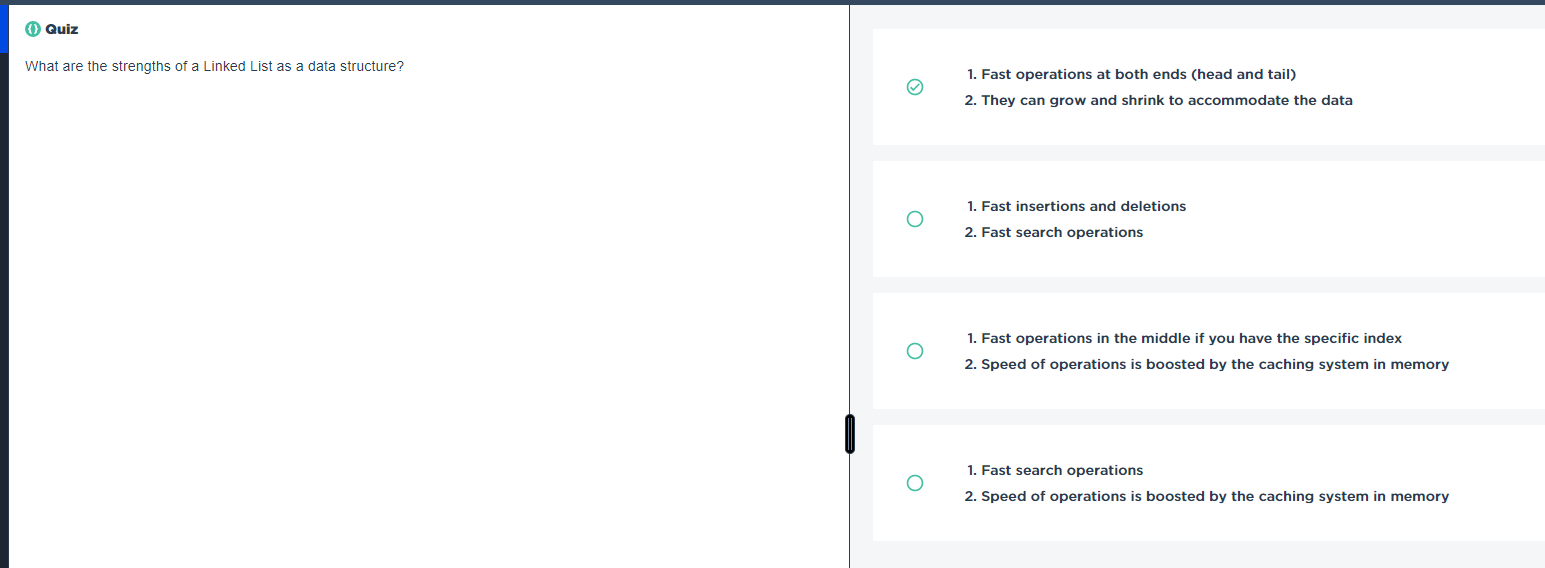 Quiz
What are the strengths of a Linked List as a data structure?
1. Fast operations at both ends (head and tail)
2. They can grow and shrink to accommodate the data
1. Fast insertions and deletions
2. Fast search operations
1. Fast operations in the middle if you have the specific index
2. Speed of operations is boosted by the caching system in memory
1. Fast search operations
2. Speed of operations is boosted by the caching system in memory